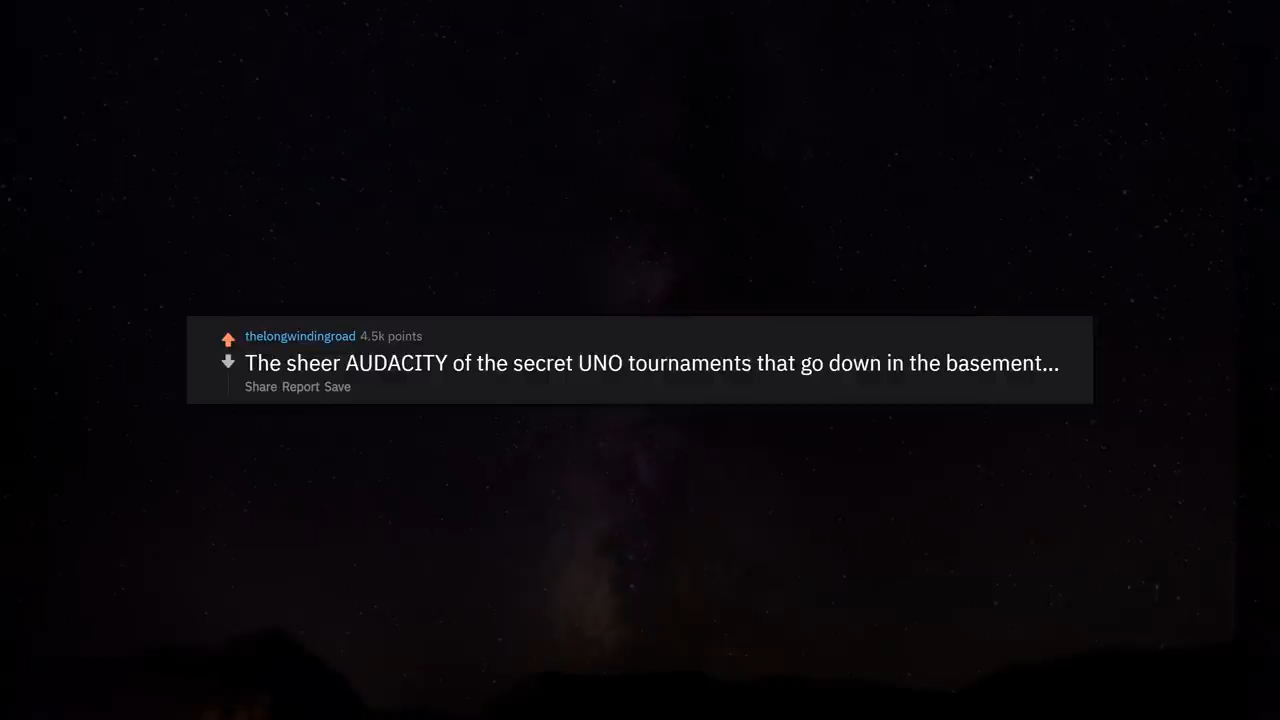 thelongwindingroad 4.5k points
The sheer AUDACITY of the secret UNO tournaments that go down in the basement...
Share Report Save